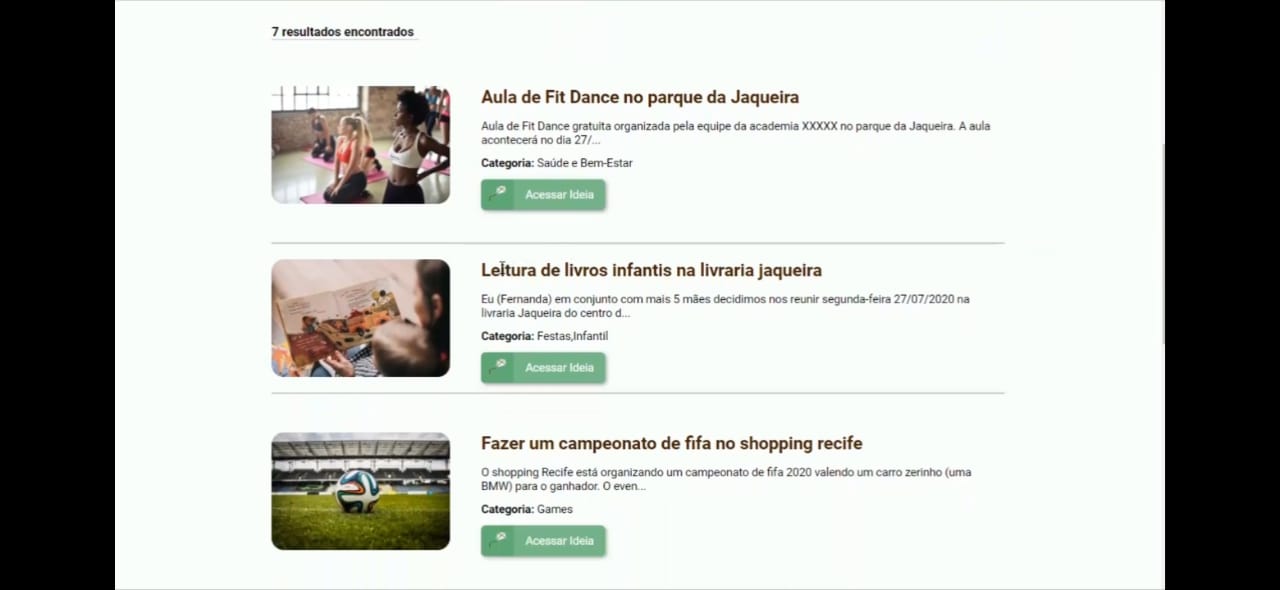 7 resultados encontrados
Aula de Fit Dance no parque da Jaqueira
Aula de Fit Dance gratuita organizada pela equipe da academia XXXXX no parque da Jaqueira. A aula
acontecerá no dia 27/...
Categoria: Saúde e Bem-Estar
Acessar Ideia
Leitura de livros infantis na livraria jaqueira
Eu (Fernanda) em conjunto com mais 5 mães decidimos nos reunir segunda-feira 27/07/2020 na
livraria Jaqueira do centro d...
Categoria: Festas,Infantil
Acessar Ideia
Fazer um campeonato de fifa no shopping recife
O shopping Recife está organizando um campeonato de fifa 2020 valendo um carro zerinho (uma
BMW) para o ganhador. O even...
Categoria: Games
Acessar Ideia